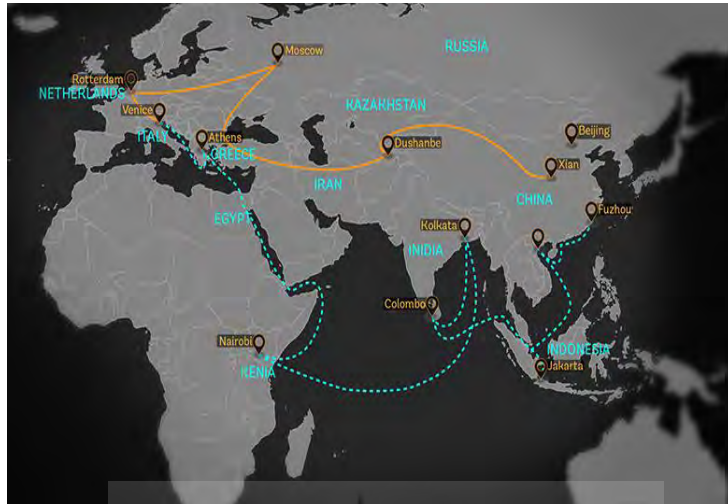 RUSSIA
Moscow
Rotterdam
NETHERLANDS
KAZAKHSTAN
Venice
Beijing
ITALY
Athens
Dushanbe
GREECE
Xian
IRAN
CHINA
EGYPT
Fuzhou
Kolkata
INIDIA
Colombo
Nairobi
INDONESIA
Jakarta
KENIA